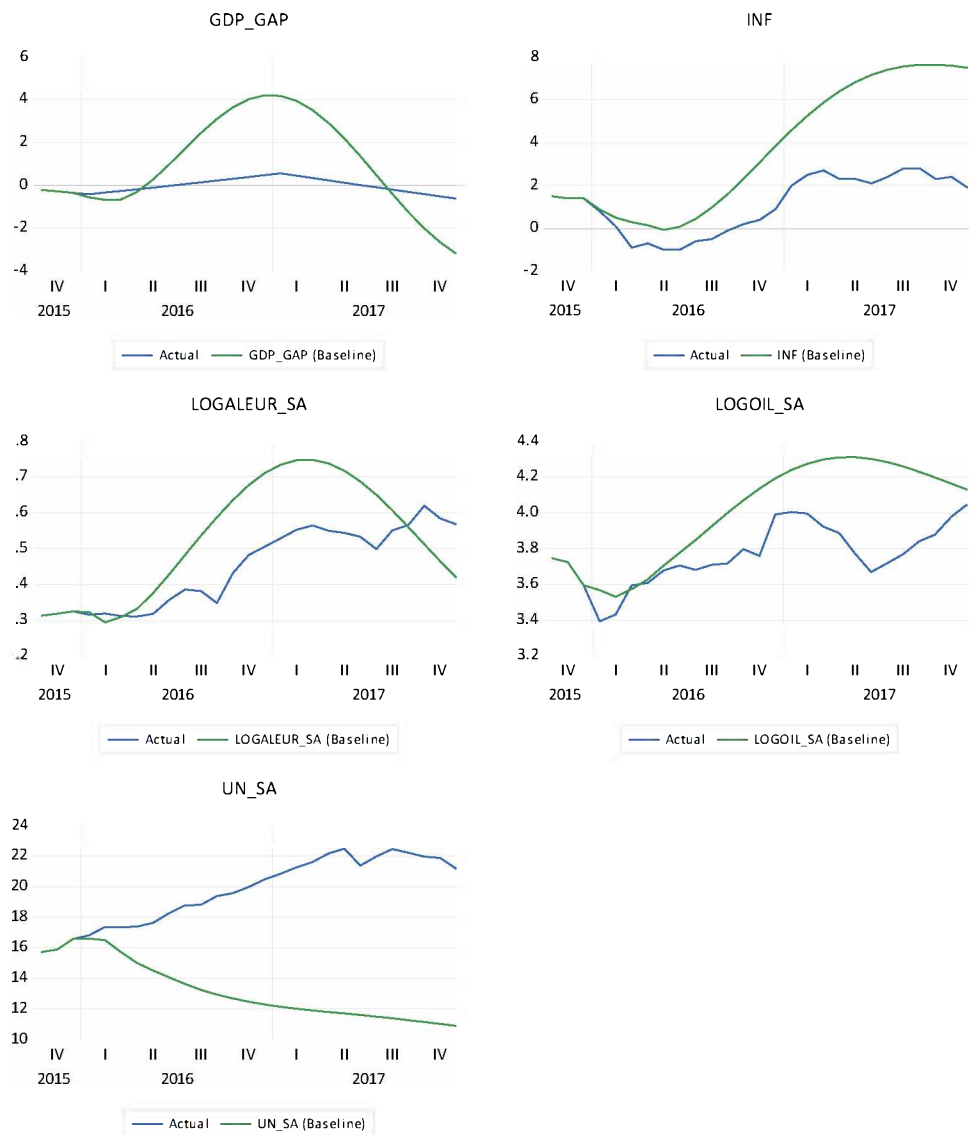 GDP_GAP
6
4
2
0
-2
-4
IV I II III IV I II III IV
2015 2016 2017
Actual GDP_GAP (Baseline)
INF
8
6
4
2
0
-2
IV I II III IV I II III IV
2015 2016 2017
Actual INF (Baseline)
LOGALEUR_SA
.8
.7
.6
.5
.4
.3
.2
IV I II III IV I II III IV
2015 2016 2017
Actual LOGALEUR_SA (Baseline)
LOGOIL_SA
4.4
4.2
4.0
3.8
3.6
3.4
3.2
IV I II III IV I II III IV
2015 2016 2017
Actual LOGOIL_SA (Baseline)
UN_SA
24
22
20
18
16
14
12
10
IV I II III IV I II III IV
2015 2016 2017
Actual UN_SA (Baseline)